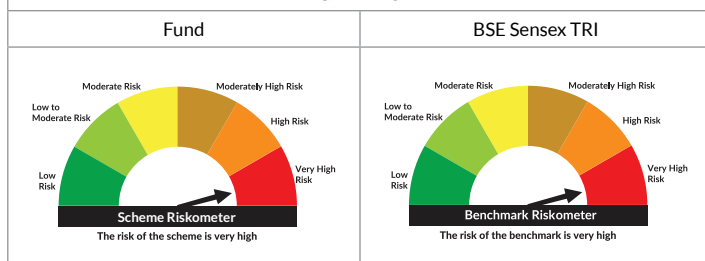 Fund
BSE Sensex TRI
Moderate Risk
Moderately High Risk
Low to
Moderate Risk
High Risk
Low
Risk
Very High
Risk
Scheme Riskometer
The risk of the scheme is very high
Moderate Risk
Moderately High Risk
Low to
Moderate Risk
High Risk
Low
Risk
Very High
Risk
Benchmark Riskometer
The risk of the benchmark is very high